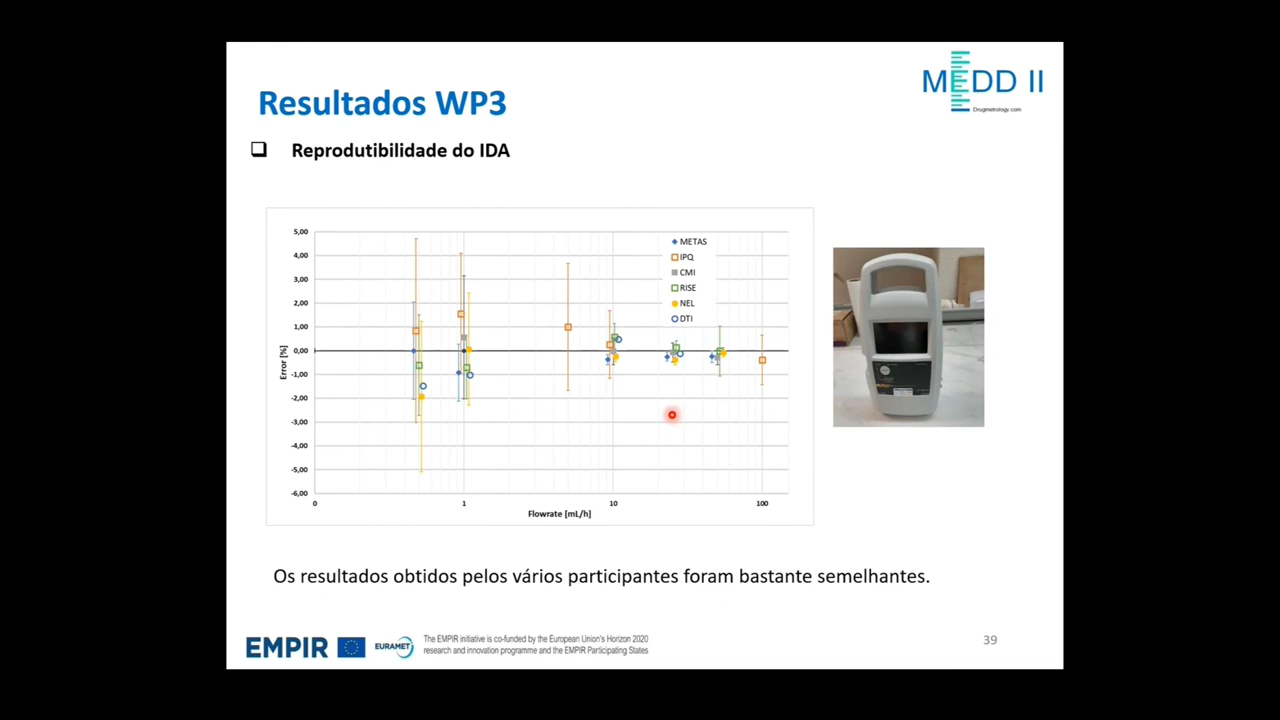 MEDD II
Drugmetrology.com
Resultados WP3
Reprodutibilidade do IDA
5,00
4,00
3,00
2,00
1,00
0,00
-1,00
-2,00
-3,00
-4,00
-5,00
-6,00
Error [%]
METAS
IPQ
CMI
RISE
NEL
DTI
0 1 10 100
Flowrate [mL/h]
Os resultados obtidos pelos vários participantes foram bastante semelhantes.
EMPIR
EURAMET
The EMPIR initiative is co-funded by the European Union's Horizon 2020
research and innovation programme and the EMPIR Participating States
39